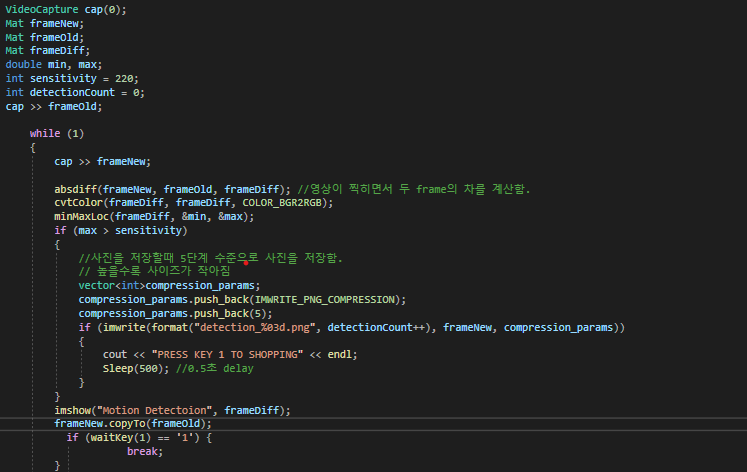 VideoCapture cap(0);
Mat frameNew;
Mat frameOld;
Mat frameDiff;
double min, max;
int sensitivity = 220;
int detectionCount = 0;
cap >> frameOld;
while (1)
{
cap >> frameNew;
absdiff(frameNew, frameOld, frameDiff); //영상이 찍히면서 두 frame의 차를 계산함.
cvtColor(frameDiff, frameDiff, COLOR_BGR2RGB);
minMaxLoc(frameDiff, &min, &max);
if (max > sensitivity)
{
//사진을 저장할때 5단계 수준으로 사진을 저장함.
// 높을수록 사이즈가 작아짐
vector<int>compression_params;
compression_params.push_back(IMWRITE_PNG_COMPRESSION);
compression_params.push_back(5);
if (imwrite(format("detection_%03d.png", detectionCount++), frameNew, compression_params))
{
cout << "PRESS KEY 1 TO SHOPPING" << endl;
Sleep(500); //0.5초 delay
}
}
imshow("Motion Detectoion", frameDiff);
frameNew.copyTo(frameOld);
if (waitKey(1) == '1') {
break;
}